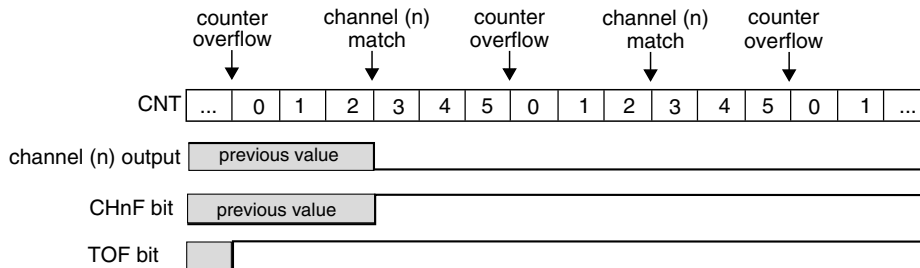 counter overflow
channel (n) match
counter overflow
channel (n) match
counter overflow
CNT ... 0 1 2 3 4 5 0 1 2 3 4 5 0 1 ...
channel (n) output previous value
CHnF bit previous value
TOF bit